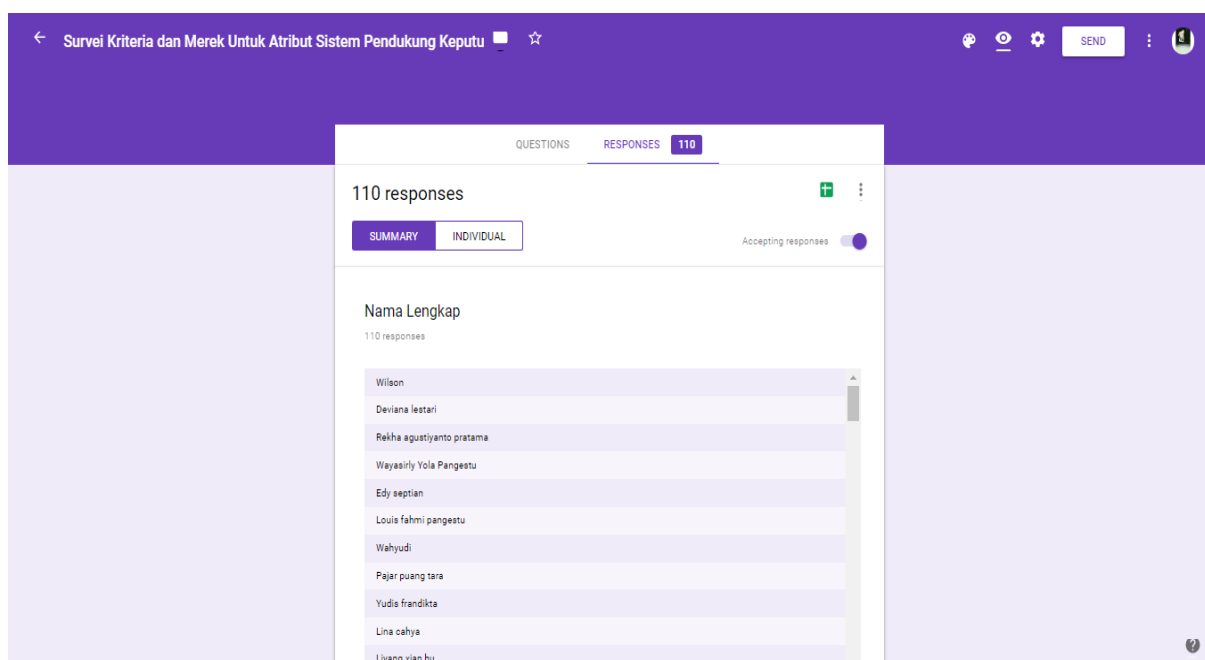 Survei Kriteria dan Merek Untuk Atribut Sistem Pendukung Keputu
SEND
QUESTIONS RESPONSES 110
110 responses
SUMMARY INDIVIDUAL
Accepting responses
Nama Lengkap
110 responses
Wilson
Deviana lestari
Rekha agustiyanto pratama
Wayasirly Yola Pangestu
Edy septian
Louis fahmi pangestu
Wahyudi
Pajar puang tara
Yudis frandikta
Lina cahya